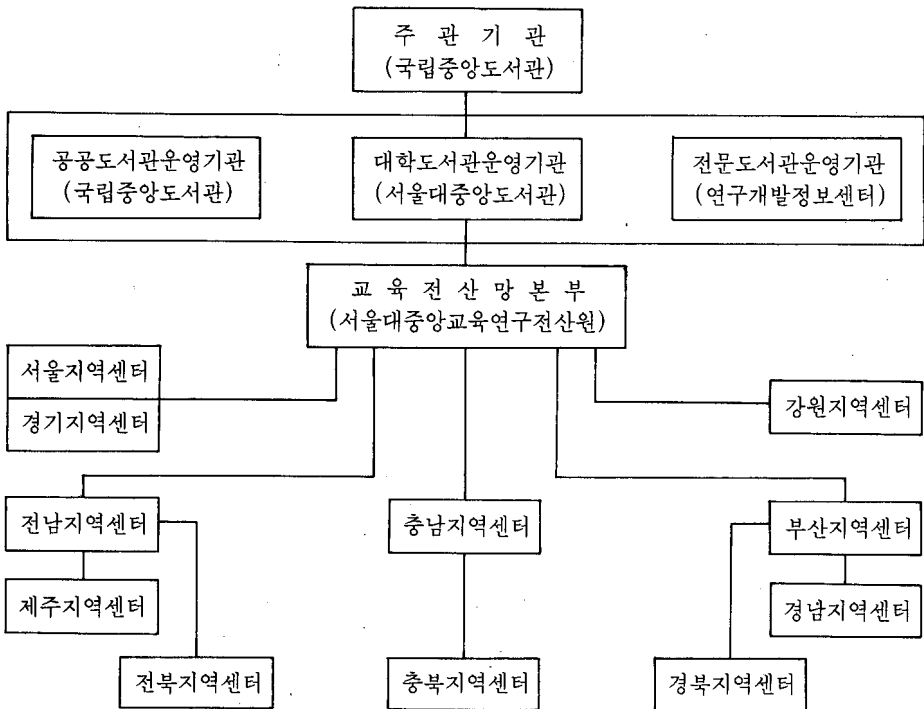 주 관 기 관
(국립중앙도서관)
공공도서관운영기관
(국립중앙도서관)
대학도서관운영기관
(서울대중앙도서관)
전문도서관운영기관
(연구개발정보센터)
교 육 전 산 망 본 부
(서울대중앙교육연구전산원)
서울지역센터
경기지역센터
강원지역센터
전남지역센터
충남지역센터
부산지역센터
제주지역센터
경남지역센터
전북지역센터
충북지역센터
경북지역센터